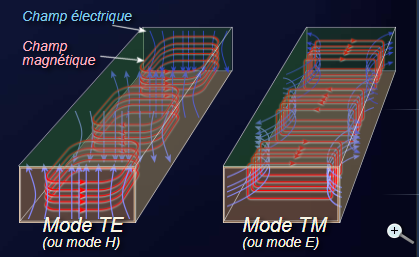 Champ électrique
Champ
magnétique
Mode TE
(ou mode H)
Mode TM
(ou mode E)